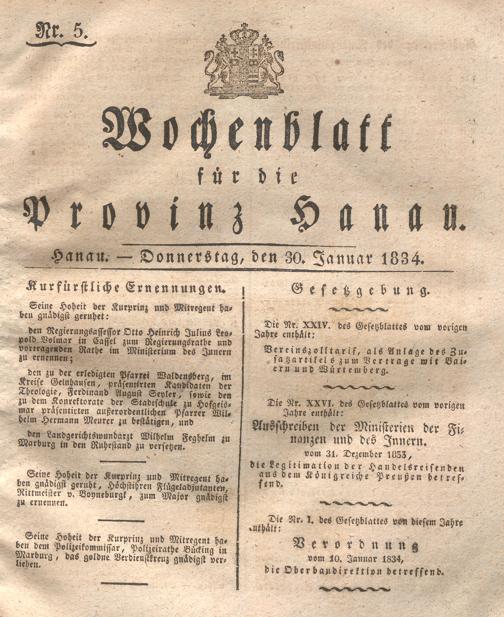 Nr. 5.
Wochenblatt
für die
Provinz Hanau.
Hanau. — Donnerstag, den 30. Januar 1834.
Kurfürstliche Ernennungen.
Seine Hoheit der Kurprinz und Mitregent ha-
ben gnädigst geruhet:
den Regierungsassessor Otto Heinrich Julius Leo-
pold Volmar in Cassel zum Regierungsrathe und
vortragenden Rathe im Ministerium des Innern
zu ernennen;
den zu der erledigten Pfarrei Waldensberg, im
Kreise Gelnhausen, präsentirten Kandidaten der
Theologie, Ferdinand August Seyler, sowie den
zu dem Konrektorate der Stadtschule zu Hofgeis-
mar präsentirten außerordentlichen Pfarrer Wil-
helm Hermann Meurer zu bestätigen, und
den Landgerichtswundarzt Wilhelm Feghelm zu
Marburg in den Ruhestand zu versetzen.
Seine Hoheit der Kurprinz und Mitregent ha-
ben gnädigst geruht, Höchstihren Flügeladjutanten,
Rittmeister v. Boyneburgk, zum Major gnädigst
zu ernennen.
Seine Hoheit der Kurprinz und Mitregent ha-
ben dem Polizeikommissar, Polizeirathe Bücking in
Marburg, das goldne Verdienstkreuz gnädigst ver-
liehen.
Gesetzgebung.
Die Nr. XXIV. des Gesetzblattes vom vorigen
Jahre enthält:
Vereinszolltarif, als Anlage des Zu-
satzartikels zum Vertrage mit Bai-
ern und Würtemberg.
Die Nr. XXVI. des Gesetzblattes vom vorigen
Jahre enthält:
Ausschreiben der Ministerien der Fi-
nanzen und des Innern.
vom 31. Dezember 1833,
die Legitimation der Handelsreisenden
aus dem Königreiche Preußen betref-
fend.
Die Nr. I. des Gesetzblattes von diesem Jahre
enthält:
Verordnung
vom 10. Januar 1834,
die Oberbaudirektion betreffend.